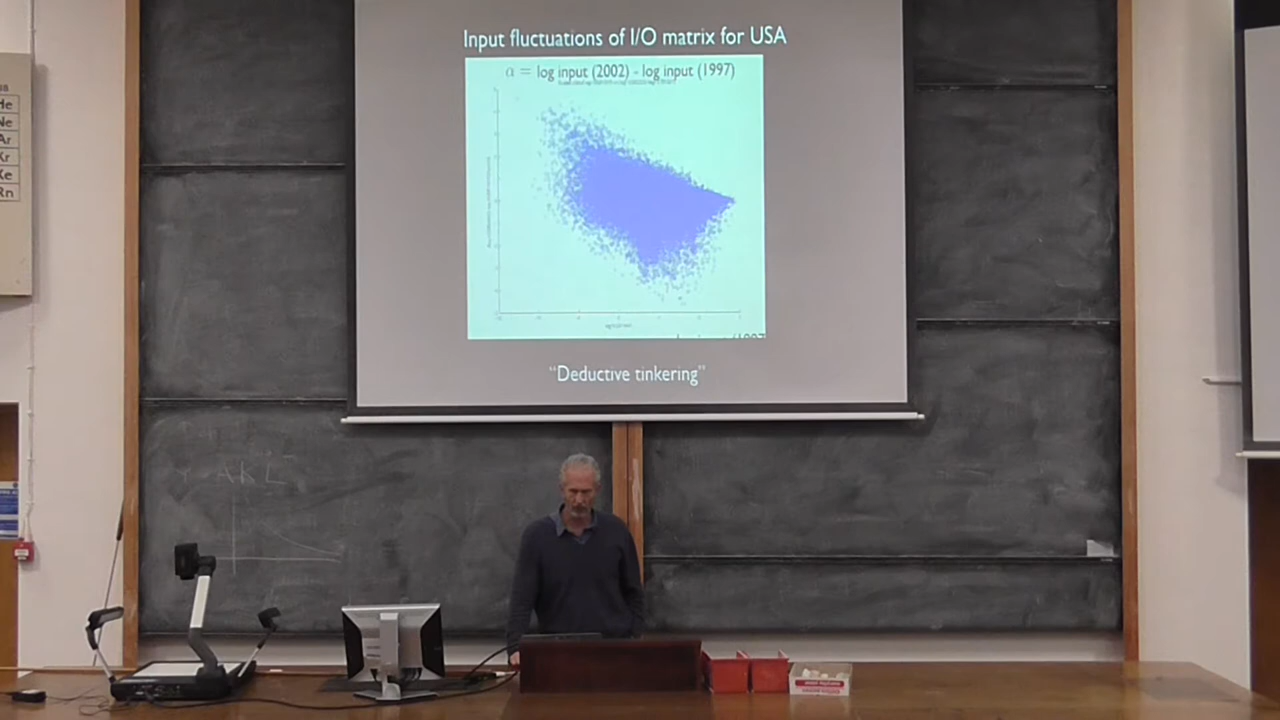 Input fluctuations of I/O matrix for USA
α = log input (2002) - log input (1997)
"Deductive tinkering"
He
Ne
Ar
Kr
Xe
Rn
Y=AKL